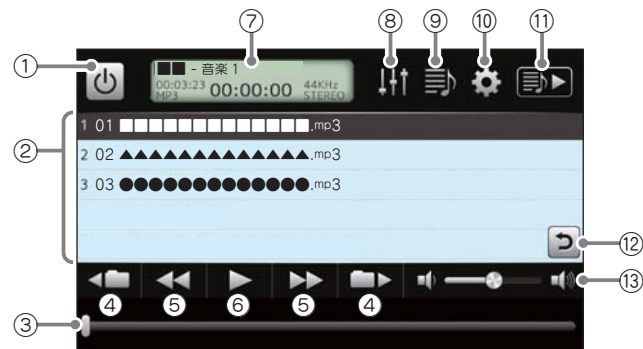 ⑦ ⑧ ⑨ ⑩ ⑪
①
■■ - 音楽 1
00:03:23 00:00:00 44KHz
MP3 STEREO
②
1 01 ■■■■■■■■■■■■■.mp3
2 02 ▲▲▲▲▲▲▲▲▲▲▲▲▲.mp3
3 03 ●●●●●●●●●●●●●.mp3
⑫
⑬
④ ⑤ ⑥ ⑤ ④
③